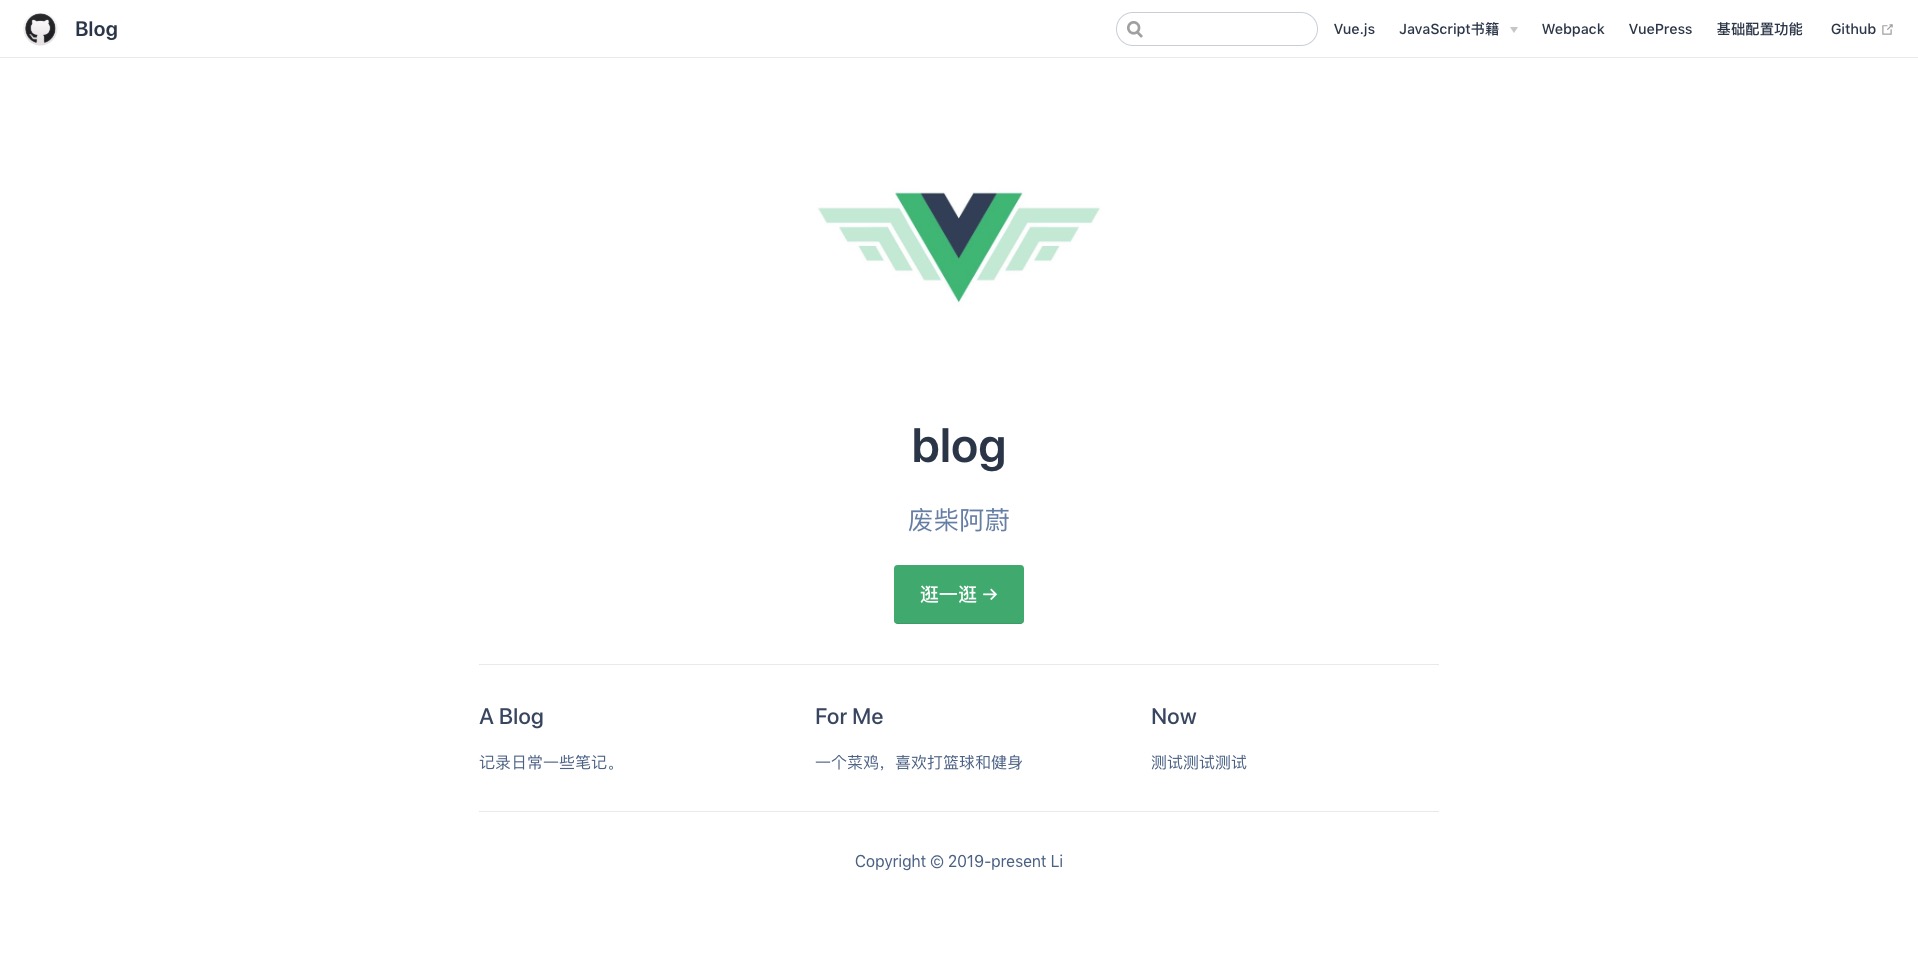 Blog
Vue.js JavaScript书籍 Webpack VuePress 基础配置功能 Github
blog
废柴阿蔚
逛一逛 →
A Blog
记录日常一些笔记。
For Me
一个菜鸡，喜欢打篮球和健身
Now
测试测试测试
Copyright © 2019-present Li